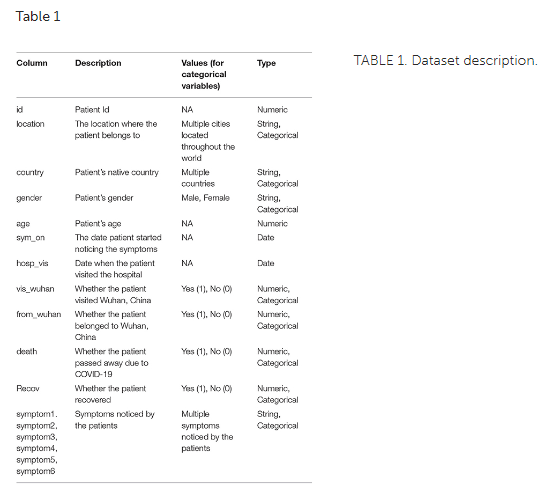 Table 1
TABLE 1. Dataset description.
Column Description Values (for categorical variables) Type
id Patient Id NA Numeric
location The location where the patient belongs to Multiple cities located throughout the world String, Categorical
country Patient's native country Multiple countries String, Categorical
gender Patient's gender Male, Female String, Categorical
age Patient's age NA Numeric
sym_on The date patient started noticing the symptoms NA Date
hosp_vis Date when the patient visited the hospital NA Date
vis_wuhan Whether the patient visited Wuhan, China Yes (1), No (0) Numeric, Categorical
from_wuhan Whether the patient belonged to Wuhan, China Yes (1), No (0) Numeric, Categorical
death Whether the patient passed away due to COVID-19 Yes (1), No (0) Numeric, Categorical
Recov Whether the patient recovered Yes (1), No (0) Numeric, Categorical
symptom1. symptom2, symptom3, symptom4, symptom5, symptom6 Symptoms noticed by the patients Multiple symptoms noticed by the patients String, Categorical